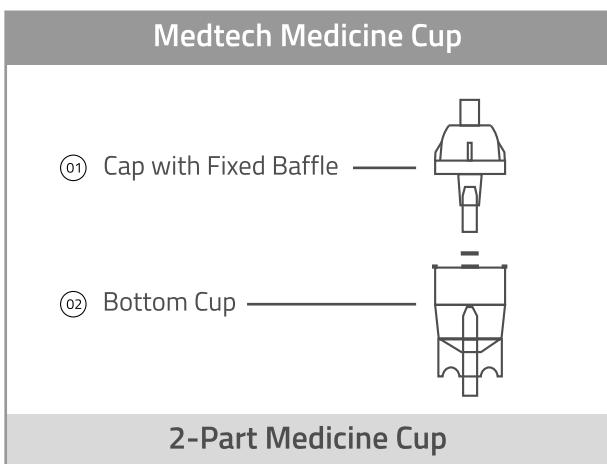 Medtech Medicine Cup
01 Cap with Fixed Baffle
02 Bottom Cup
2-Part Medicine Cup